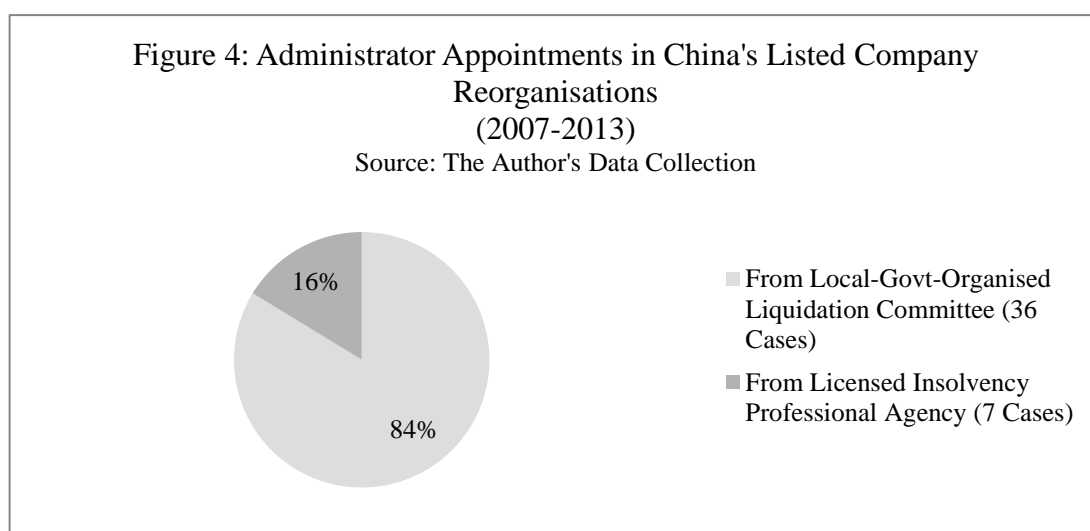 Figure 4: Administrator Appointments in China's Listed Company
Reorganisations
(2007-2013)
Source: The Author's Data Collection
16%
84%
From Local-Govt-Organised
Liquidation Committee (36
Cases)
From Licensed Insolvency
Professional Agency (7 Cases)